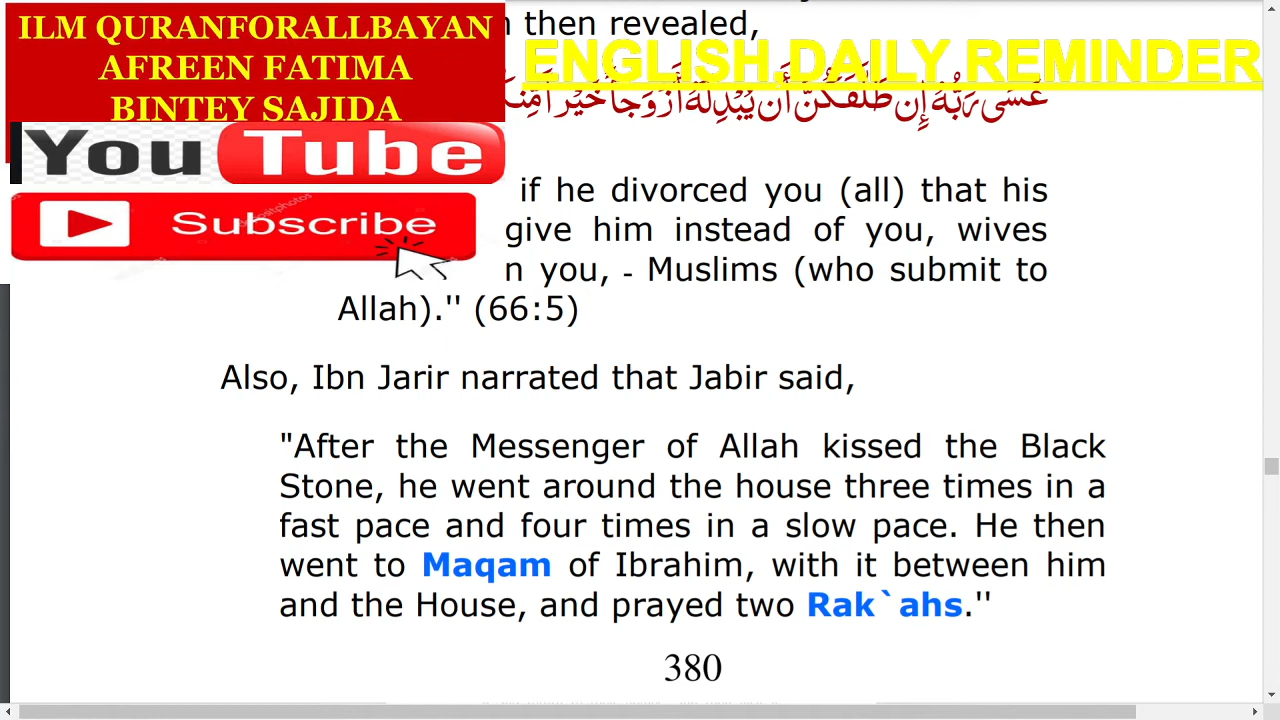 ILM QURANFORALLBAYAN
AFREEN FATIMA
BINTEY SAJIDA
You Tube
Subscribe
then revealed,
ENGLISH.DAILY REMINDER
عَسَى رَبُّهُ إِن طَلَّقَكُنَّ أَن يُبْدِلَهُ أَزْوَجاً خَيْراً مِّنكُ
if he divorced you (all) that his
give him instead of you, wives
n you, - Muslims (who submit to
Allah).'' (66:5)
Also, Ibn Jarir narrated that Jabir said,
"After the Messenger of Allah kissed the Black
Stone, he went around the house three times in a
fast pace and four times in a slow pace. He then
went to Maqam of Ibrahim, with it between him
and the House, and prayed two Rak`ahs.''
380